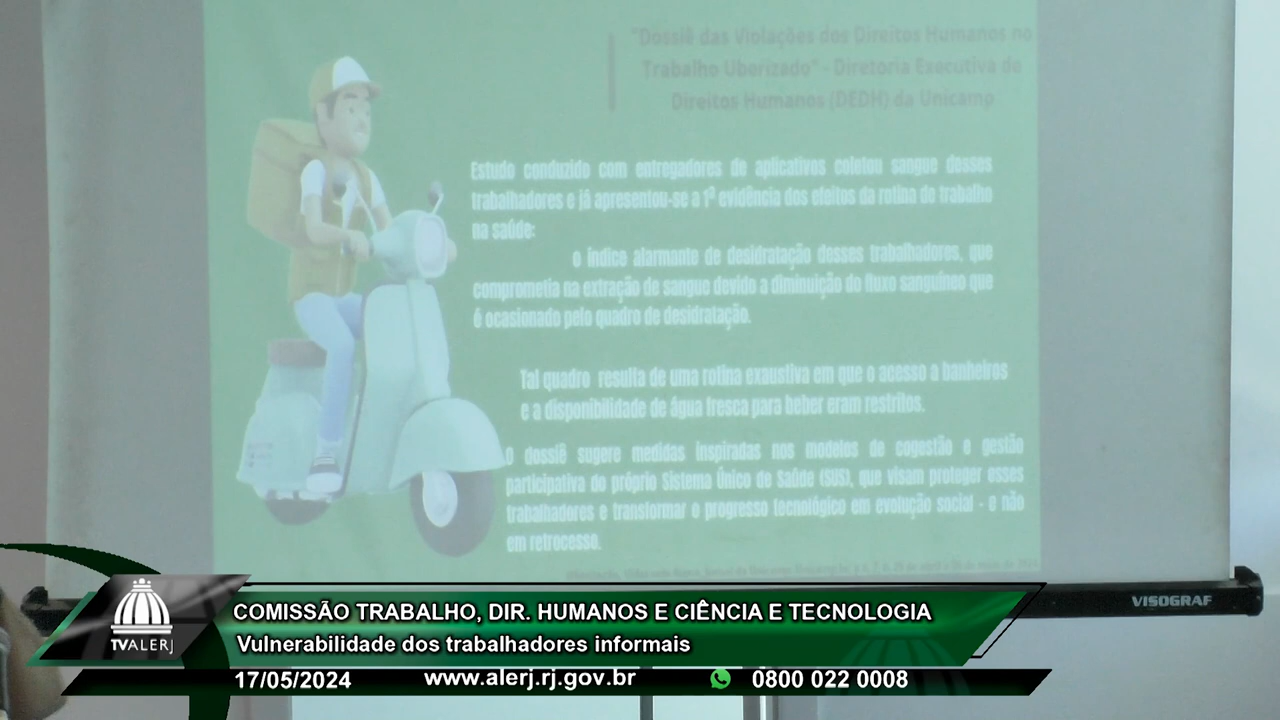 "Dossiê das Violações dos Direitos Humanos no
Trabalho Uberizado" - Diretoria Executiva de
Direitos Humanos (DEDH) da Unicamp
Estudo conduzido com entregadores de aplicativos coletou sangue desses
trabalhadores e já apresentou-se a 1ª evidência dos efeitos da rotina de trabalho
na saúde:
o índice alarmante de desidratação desses trabalhadores, que
comprometia na extração de sangue devido a diminuição do fluxo sanguíneo que
é ocasionado pelo quadro de desidratação.
Tal quadro resulta de uma rotina exaustiva em que o acesso a banheiros
e a disponibilidade de água fresca para beber eram restritos.
O dossiê sugere medidas inspiradas nos modelos de cogestão e gestão
participativa do próprio Sistema Único de Saúde (SUS), que visam proteger esses
trabalhadores e transformar o progresso tecnológico em evolução social - e não
em retrocesso.
VISOGRAF
COMISSÃO TRABALHO, DIR. HUMANOS E CIÊNCIA E TECNOLOGIA
TVALERJ
Vulnerabilidade dos trabalhadores informais
17/05/2024 www.alerj.rj.gov.br 0800 022 0008